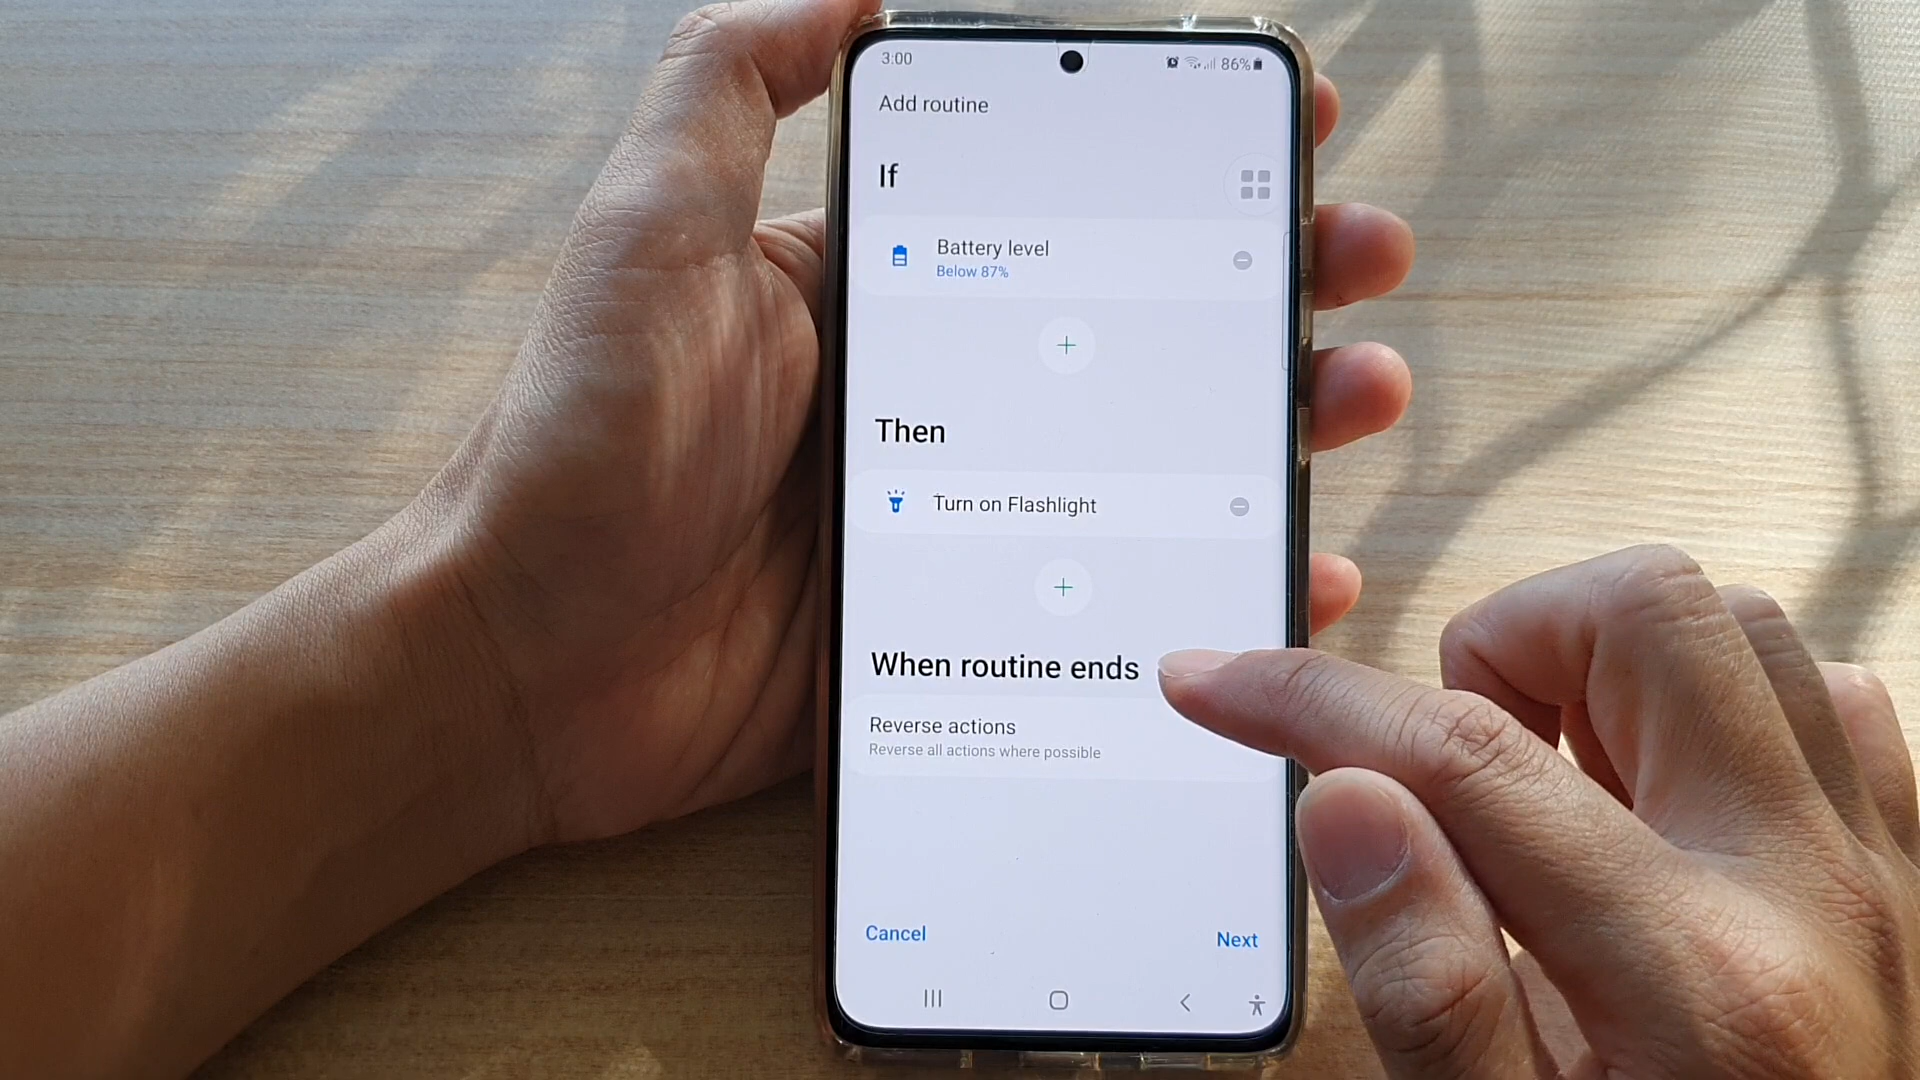 3:00
86%
Add routine
If
Battery level
Below 87%
Then
Turn on Flashlight
When routine ends
Reverse actions
Reverse all actions where possible
Cancel
Next